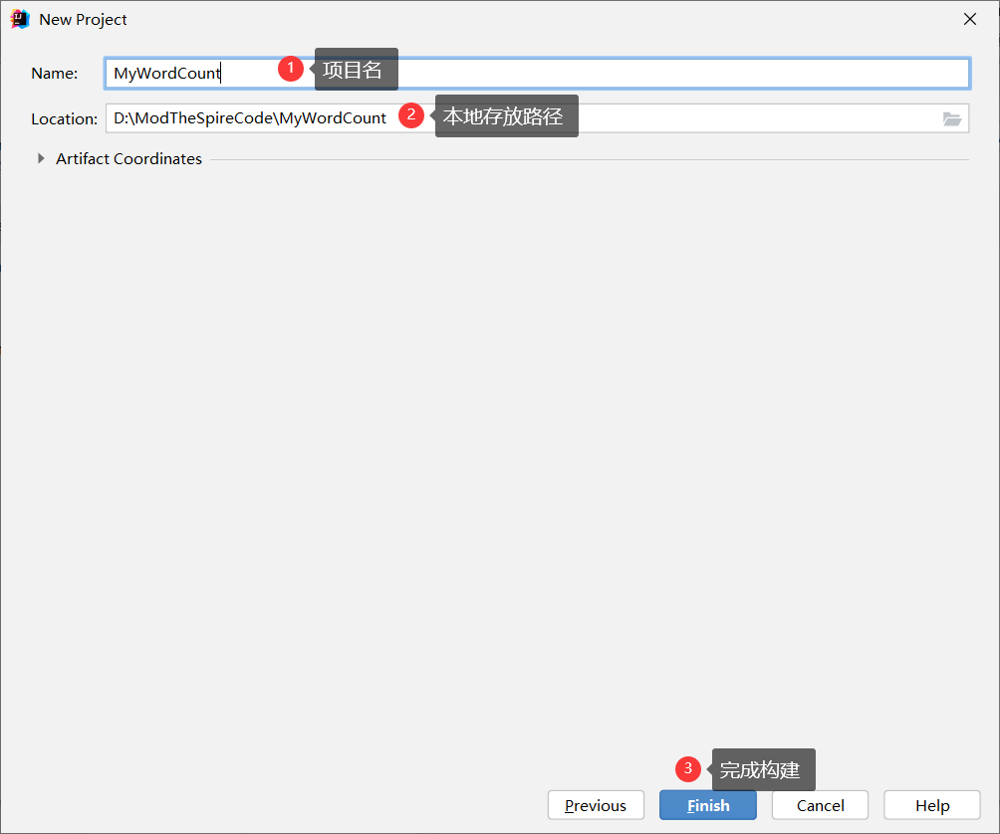 New Project
Name: MyWordCount 1 项目名
Location: D:\ModTheSpireCode\MyWordCount 2 本地存放路径
Artifact Coordinates
3 完成构建
Previous Finish Cancel Help